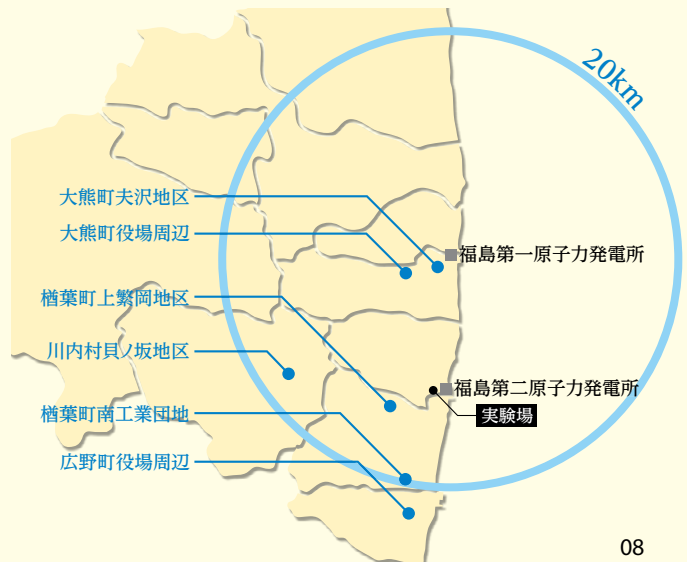 20km
大熊町夫沢地区
大熊町役場周辺
福島第一原子力発電所
楢葉町上繁岡地区
川内村貝ノ坂地区
福島第二原子力発電所
楢葉町南工業団地
実験場
広野町役場周辺
08